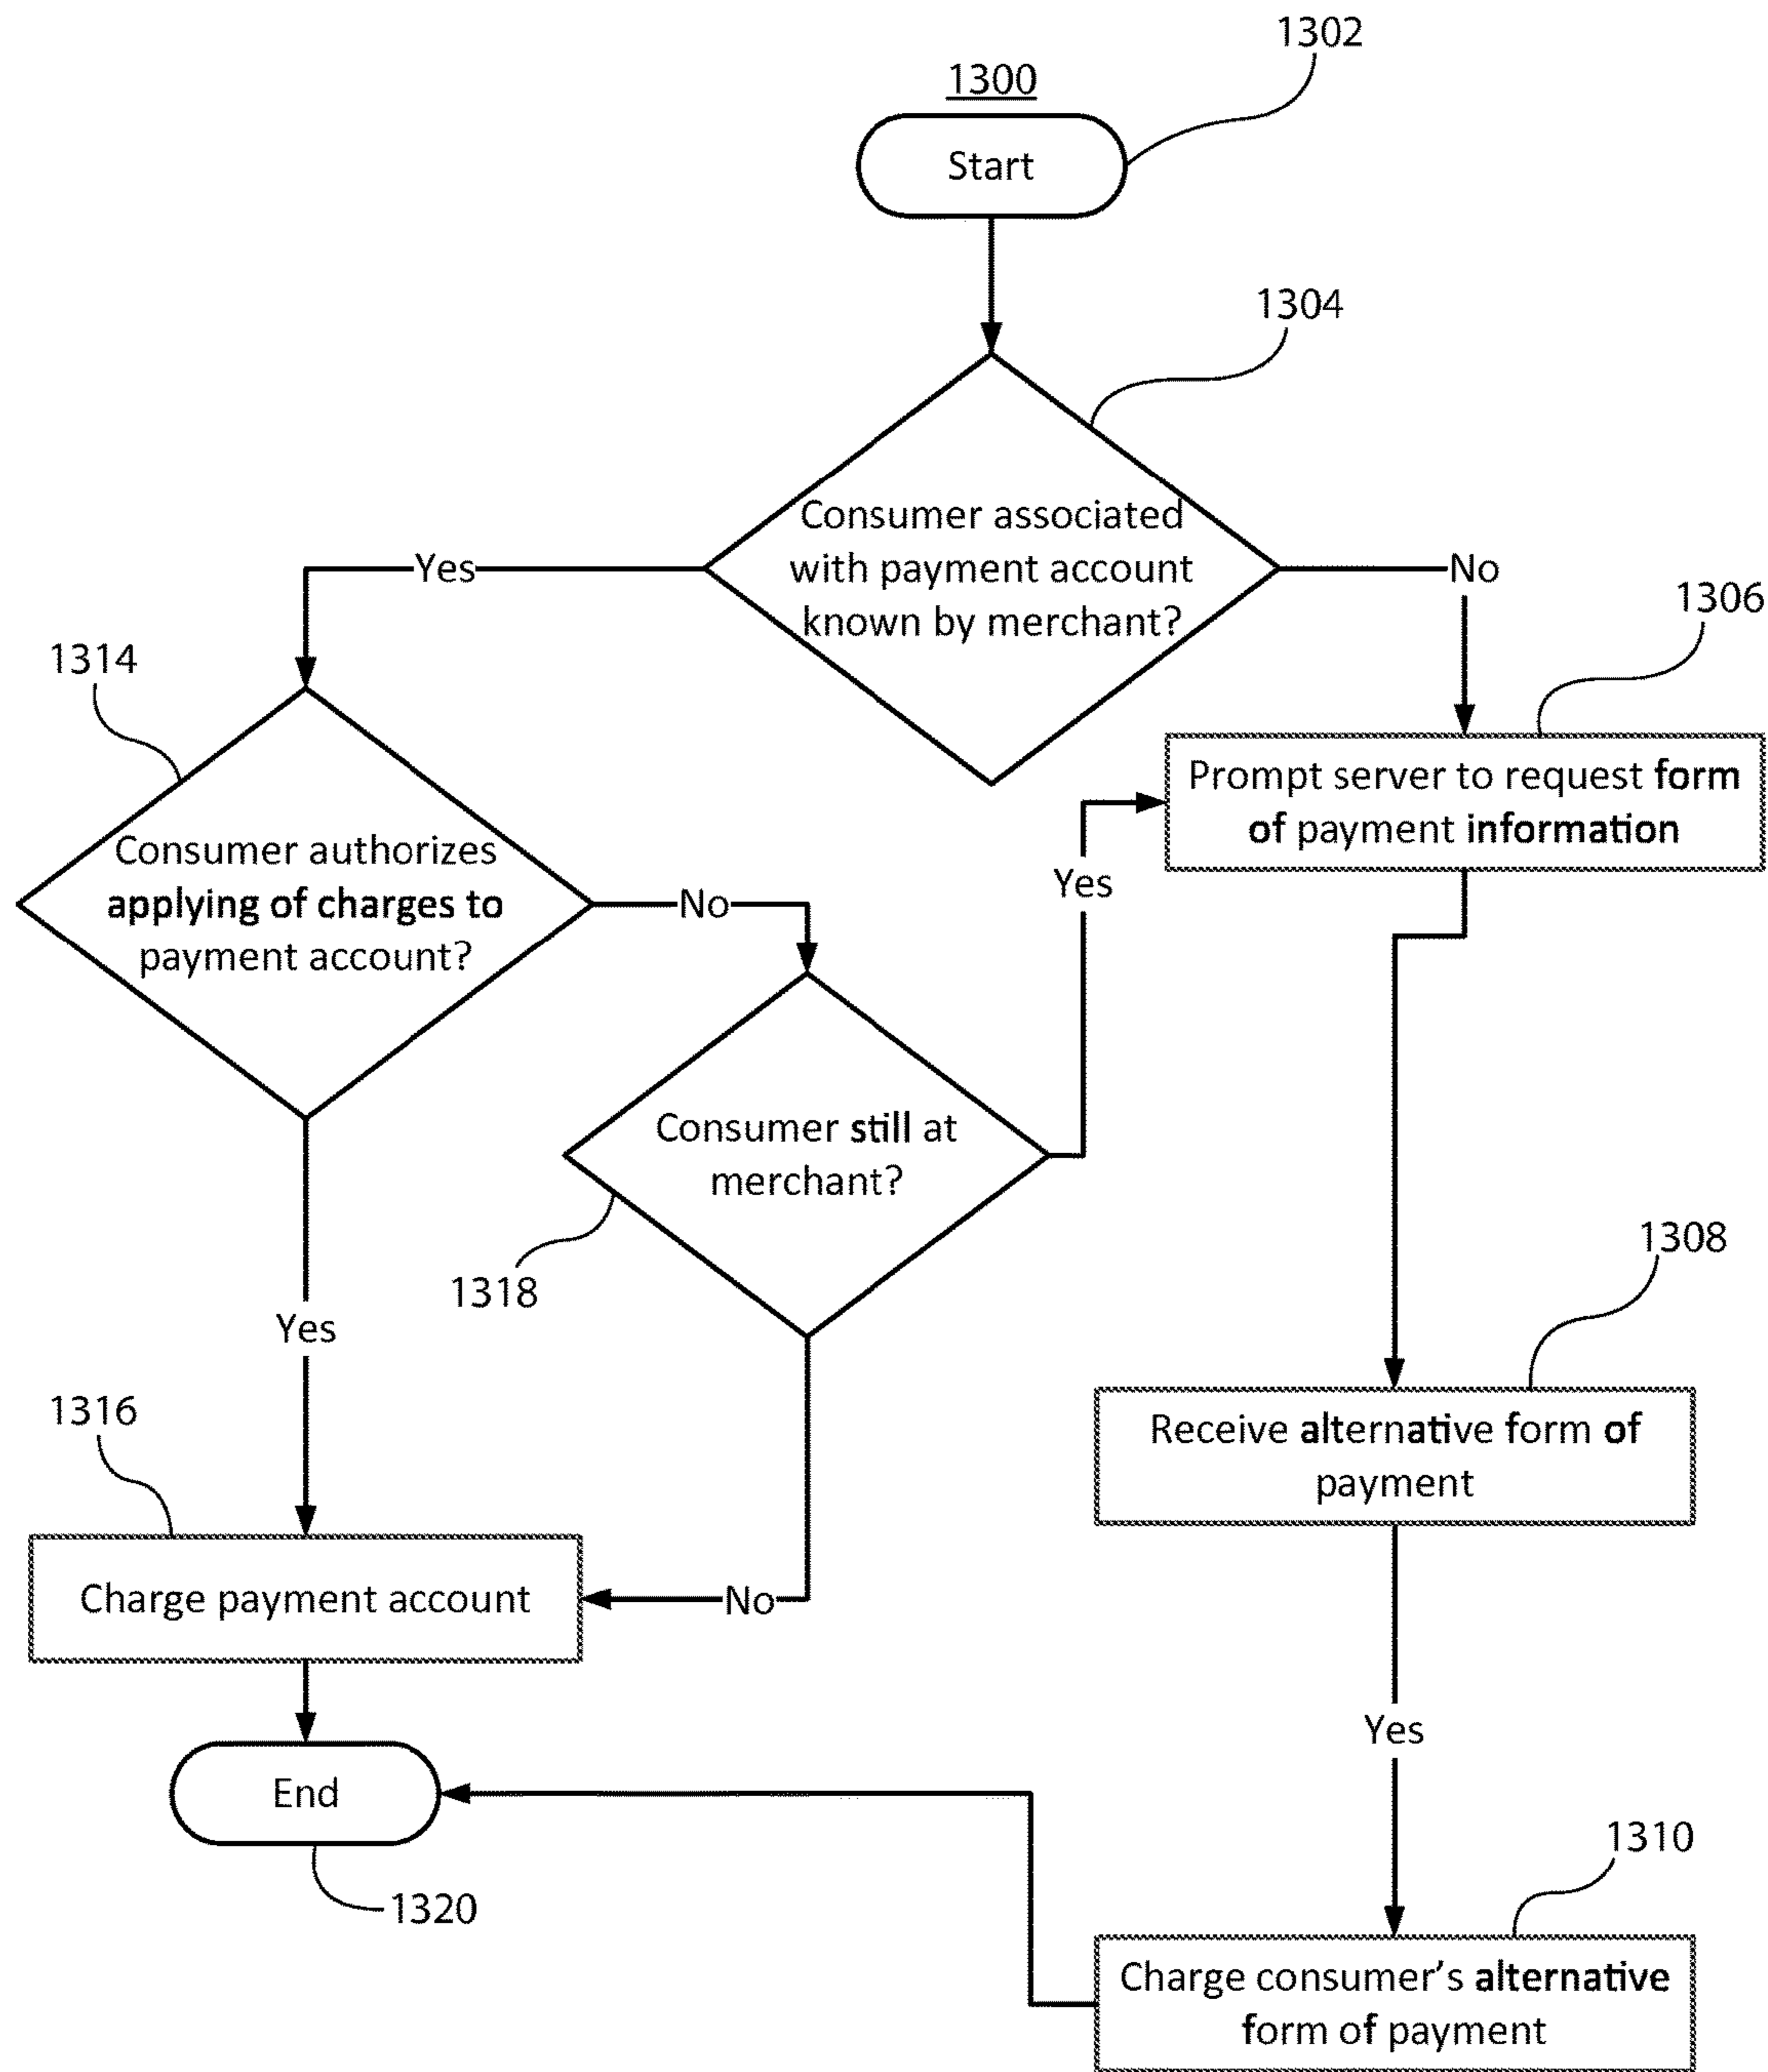 1302
1300
Start
1304
Consumer associated
with payment account
known by merchant?
Yes
No
1306
1314
Prompt server to request form
of payment information
Consumer authorizes
applying of charges to
payment account?
No
Yes
Consumer still at
merchant?
1318
1308
Yes
1316
Receive alternative form of
payment
Charge payment account
No
Yes
End
1310
1320
Charge consumer’s alternative
form of payment